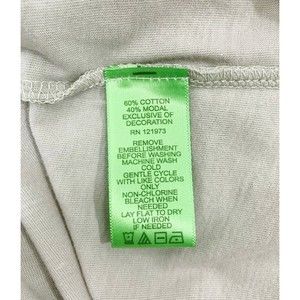 60% COTTON
40% MODAL
EXCLUSIVE OF
DECORATION
RN 121973
REMOVE
EMBELLISHMENT
BEFORE WASHING
MACHINE WASH
COLD
GENTLE CYCLE
WITH LIKE COLORS
ONLY
NON-CHLORINE
BLEACH WHEN
NEEDED
LAY FLAT TO DRY
LOW IRON
IF NEEDED